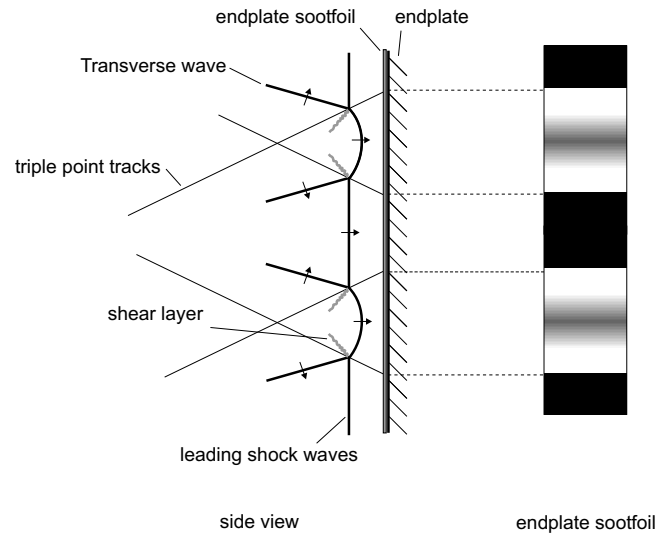 endplate sootfoil
endplate
Transverse wave
triple point tracks
shear layer
leading shock waves
side view
endplate sootfoil